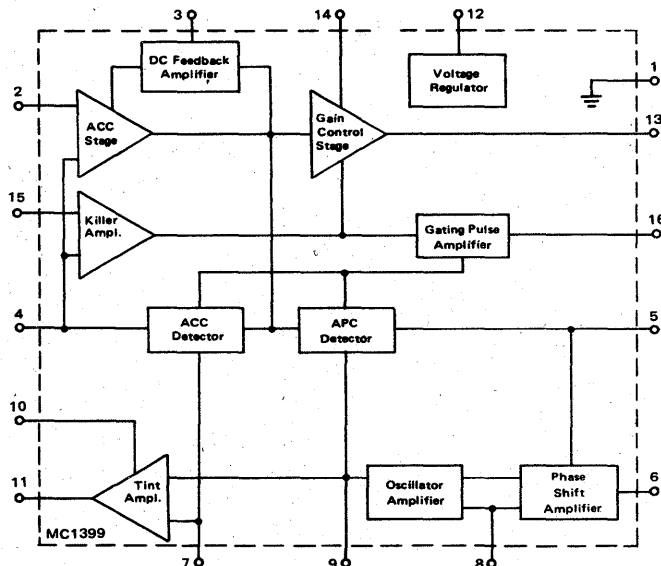 3
14
12
DC Feedback
Amplifier
Voltage
Regulator
1
2
ACC
Stage
Gain
Control
Stage
13
15
Killer
Ampl.
Gating Pulse
Amplifier
16
4
ACC
Detector
APC
Detector
5
10
11
Tint
Ampl.
Oscillator
Amplifier
Phase
Shift
Amplifier
6
MC1399
7
9
8